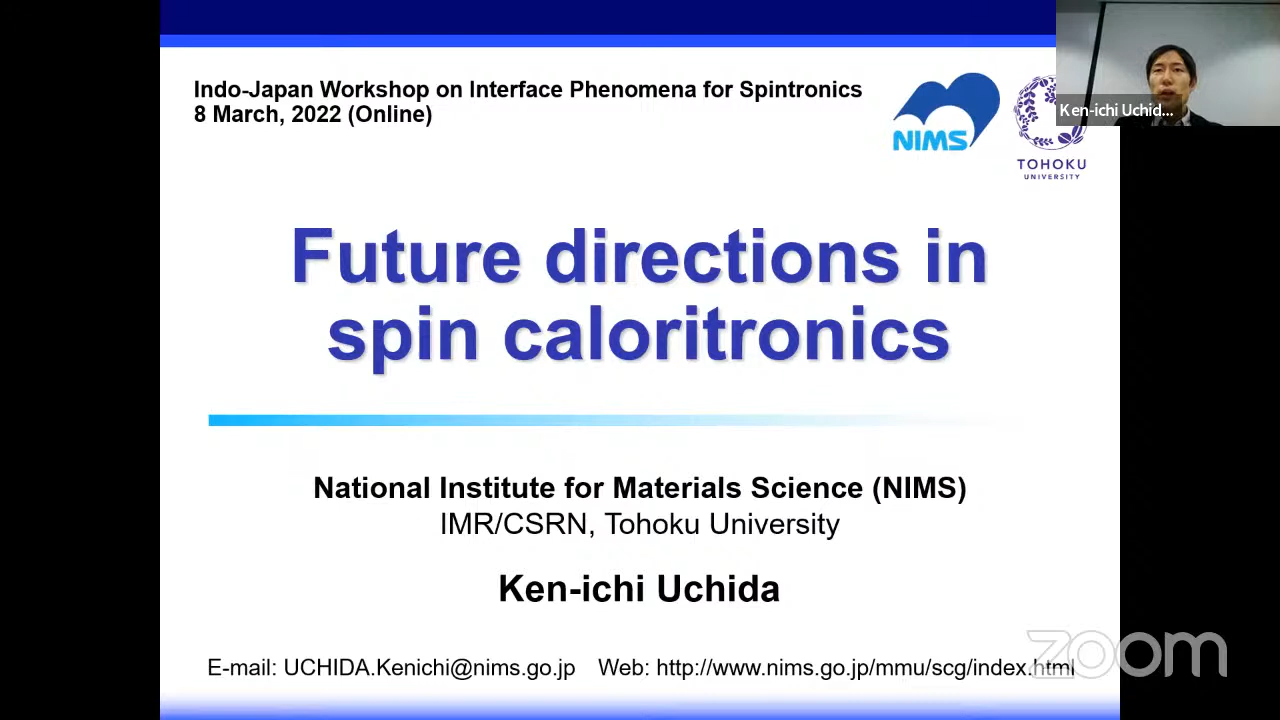 Indo-Japan Workshop on Interface Phenomena for Spintronics
8 March, 2022 (Online)
NIMS
TOHOKU
UNIVERSITY
Ken-ichi Uchid...
Future directions in
spin caloritronics
National Institute for Materials Science (NIMS)
IMR/CSRN, Tohoku University
Ken-ichi Uchida
E-mail: UCHIDA.Kenichi@nims.go.jp Web: http://www.nims.go.jp/mmu/scg/index.html
zoom